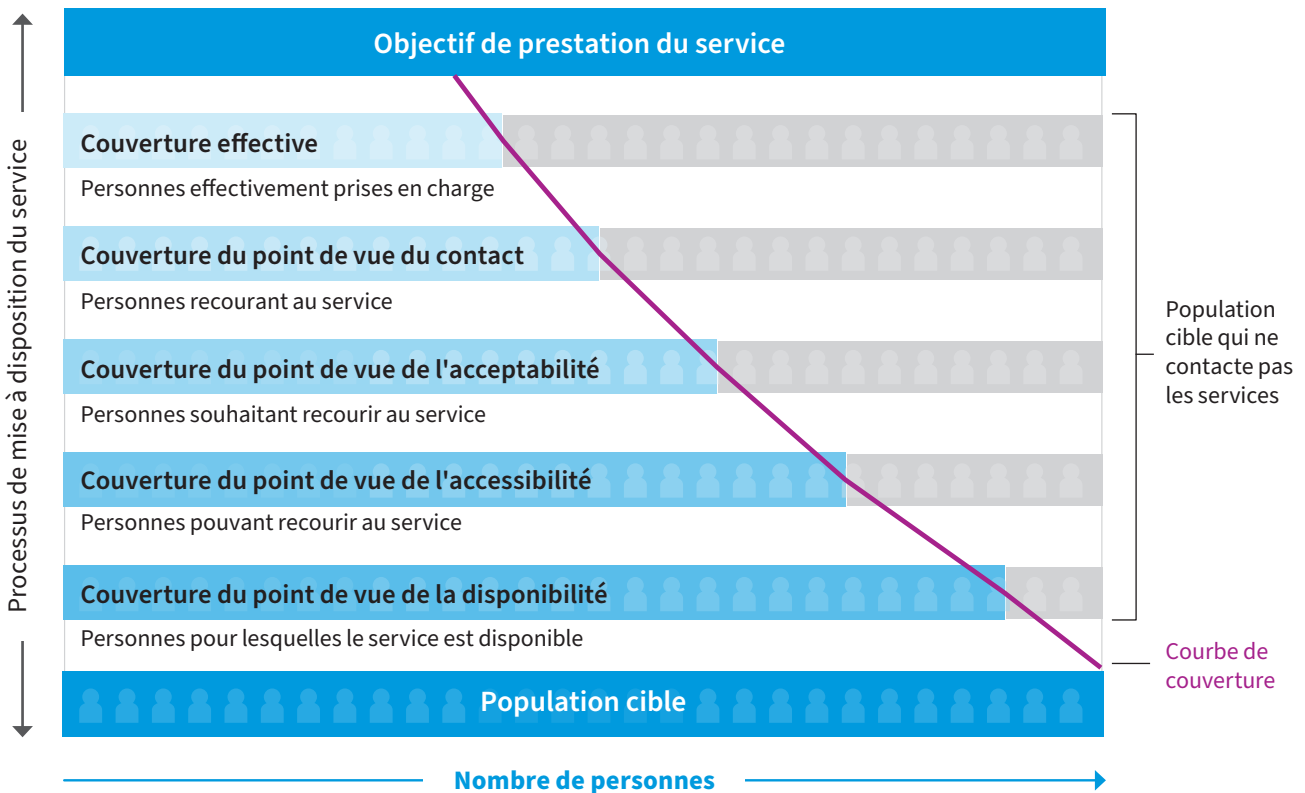 Objectif de prestation du service
Couverture effective
Personnes effectivement prises en charge
Couverture du point de vue du contact
Personnes recourant au service
Couverture du point de vue de l'acceptabilité
Personnes souhaitant recourir au service
Couverture du point de vue de l'accessibilité
Personnes pouvant recourir au service
Couverture du point de vue de la disponibilité
Personnes pour lesquelles le service est disponible
Population cible
Nombre de personnes
Processus de mise à disposition du service
Population
cible qui ne
contacte pas
les services
Courbe de
couverture